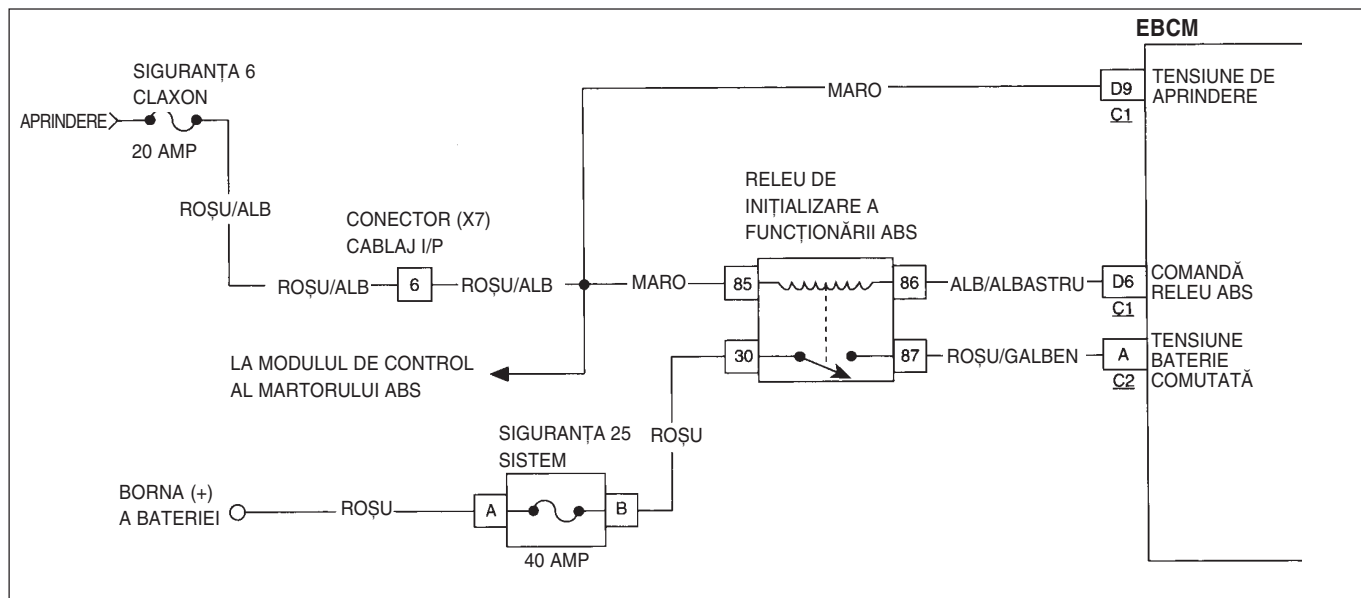 EBCM
SIGURANȚA 6
CLAXON
APRINDERE
20 AMP
MARO
D9
C1
TENSIUNE DE
APRINDERE
ROȘU/ALB
CONECTOR (X7)
CABLAJ I/P
RELEU DE
INIȚIALIZARE A
FUNCȚIONĂRII ABS
ROȘU/ALB
6
ROȘU/ALB
MARO
85
86
ALB/ALBASTRU
D6
C1
COMANDĂ
RELEU ABS
30
87
ROȘU/GALBEN
A
C2
TENSIUNE
BATERIE
COMUTATĂ
LA MODULUL DE CONTROL
AL MARTORULUI ABS
SIGURANȚA 25
SISTEM
ROȘU
BORNA (+)
A BATERIEI
ROȘU
A
B
40 AMP